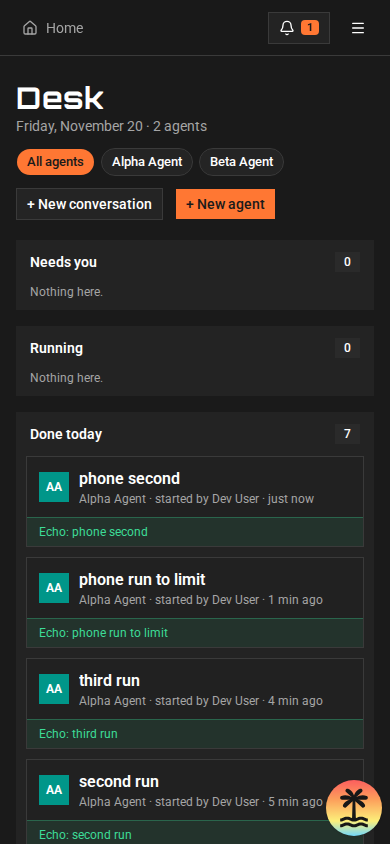 Home
1
Desk
Friday, November 20 · 2 agents
All agents
Alpha Agent
Beta Agent
+ New conversation
+ New agent
Needs you
0
Nothing here.
Running
0
Nothing here.
Done today
7
AA
phone second
Alpha Agent · started by Dev User · just now
Echo: phone second
AA
phone run to limit
Alpha Agent · started by Dev User · 1 min ago
Echo: phone run to limit
AA
third run
Alpha Agent · started by Dev User · 4 min ago
Echo: third run
AA
second run
Alpha Agent · started by Dev User · 5 min ago
Echo: second run